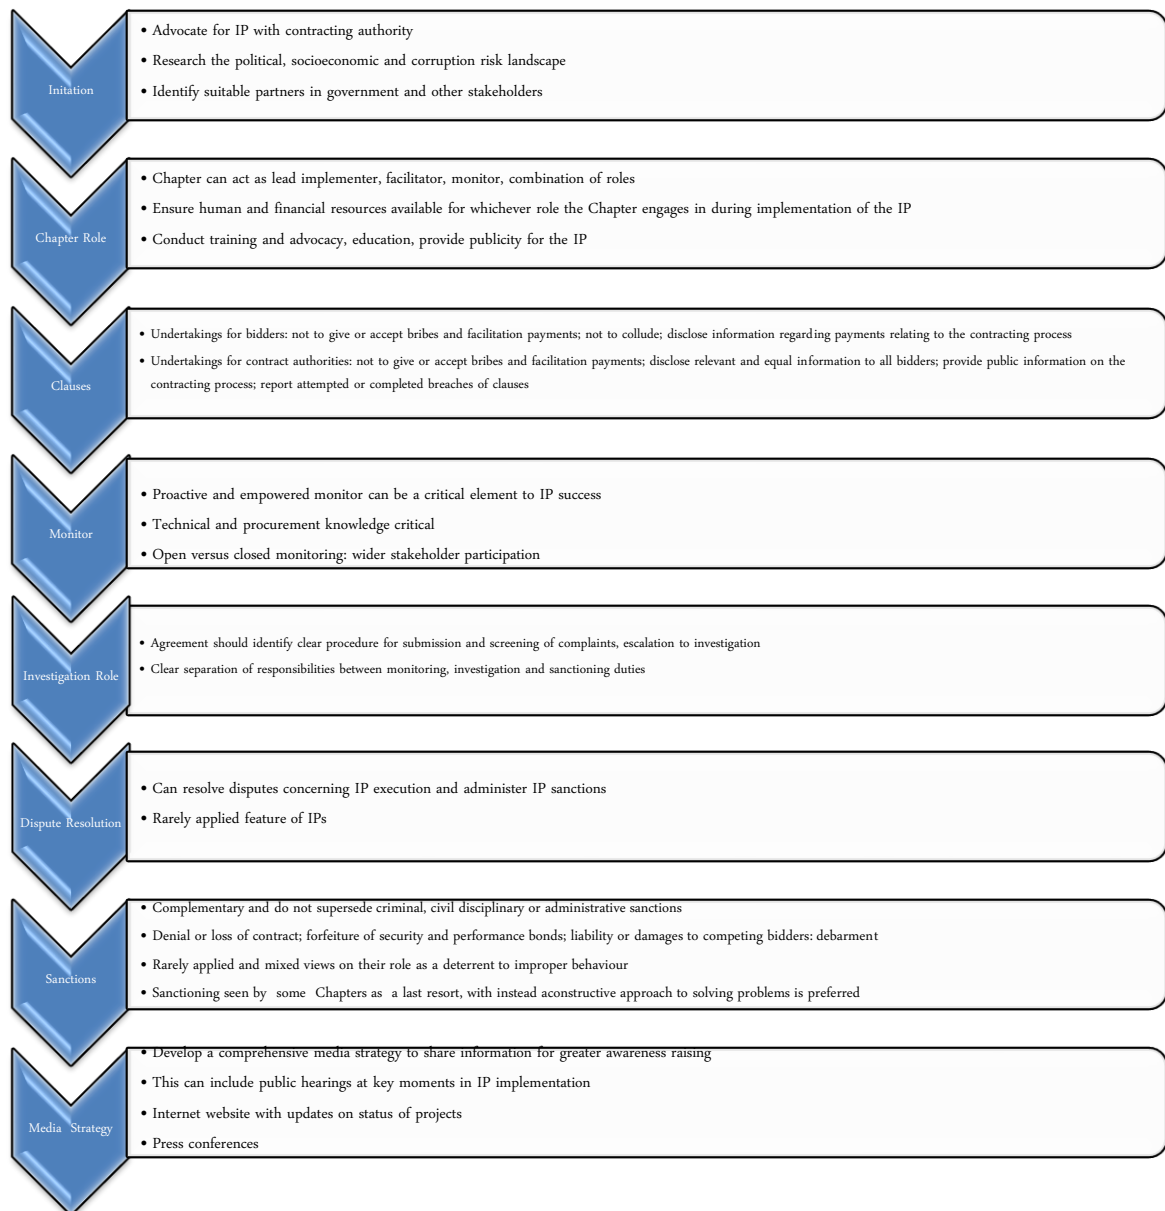 Initation
• Advocate for IP with contracting authority
• Research the political, socioeconomic and corruption risk landscape
• Identify suitable partners in government and other stakeholders
Chapter Role
• Chapter can act as lead implementer, facilitator, monitor, combination of roles
• Ensure human and financial resources available for whichever role the Chapter engages in during implementation of the IP
• Conduct training and advocacy, education, provide publicity for the IP
Clauses
• Undertakings for bidders: not to give or accept bribes and facilitation payments; not to collude; disclose information regarding payments relating to the contracting process
• Undertakings for contract authorities: not to give or accept bribes and facilitation payments; disclose relevant and equal information to all bidders; provide public information on the
contracting process; report attempted or completed breaches of clauses
Monitor
• Proactive and empowered monitor can be a critical element to IP success
• Technical and procurement knowledge critical
• Open versus closed monitoring: wider stakeholder participation
Investigation Role
• Agreement should identify clear procedure for submission and screening of complaints, escalation to investigation
• Clear separation of responsibilities between monitoring, investigation and sanctioning duties
Dispute Resolution
• Can resolve disputes concerning IP execution and administer IP sanctions
• Rarely applied feature of IPs
Sanctions
• Complementary and do not supersede criminal, civil disciplinary or administrative sanctions
• Denial or loss of contract; forfeiture of security and performance bonds; liability or damages to competing bidders: debarment
• Rarely applied and mixed views on their role as a deterrent to improper behaviour
• Sanctioning seen by some Chapters as a last resort, with instead aconstructive approach to solving problems is preferred
Media Strategy
• Develop a comprehensive media strategy to share information for greater awareness raising
• This can include public hearings at key moments in IP implementation
• Internet website with updates on status of projects
• Press conferences